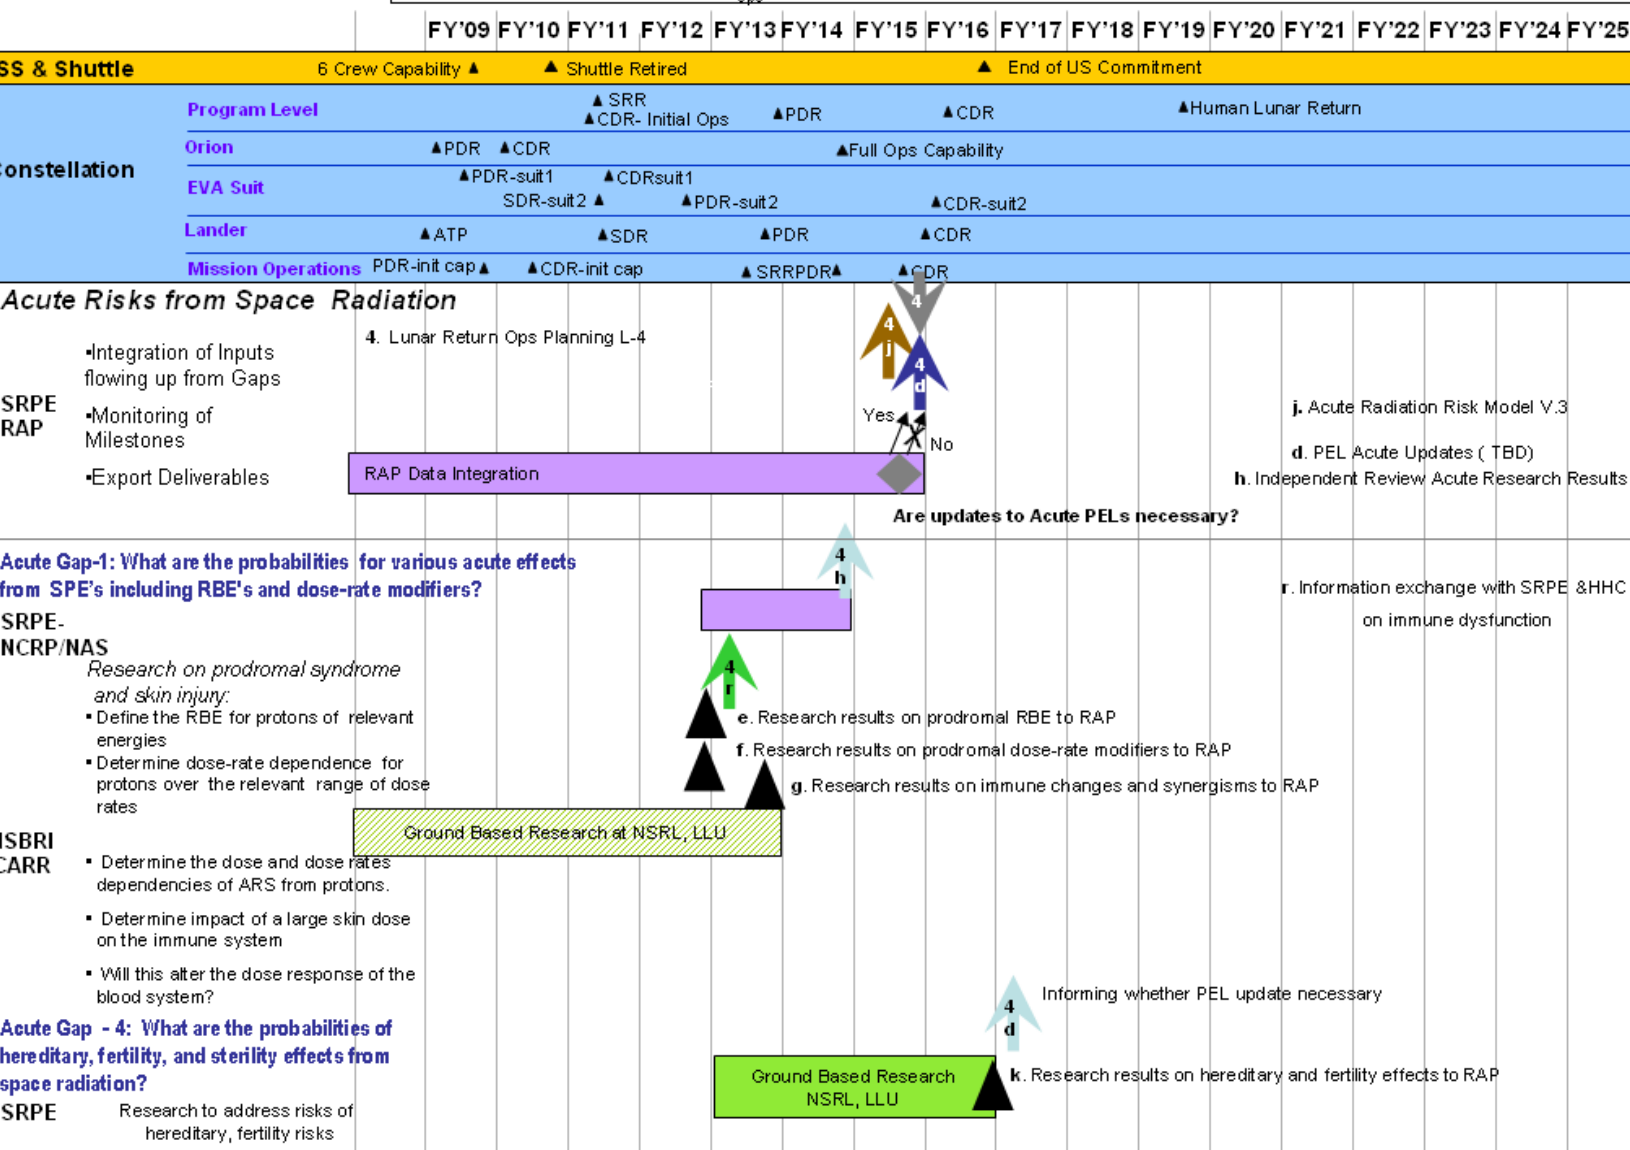 FY'09 FY'10 FY'11 FY'12 FY'13 FY'14 FY'15 FY'16 FY'17 FY'18 FY'19 FY'20 FY'21 FY'22 FY'23 FY'24 FY'25
SS & Shuttle
6 Crew Capability ▲ ▲ Shuttle Retired ▲ End of US Commitment
onstellation
Program Level
▲ SRR
▲CDR- Initial Ops
▲PDR
▲CDR
▲Human Lunar Return
Orion
▲PDR ▲CDR ▲Full Ops Capability
EVA Suit
▲PDR-suit1 ▲CDRsuit1
SDR-suit2 ▲ ▲PDR-suit2 ▲CDR-suit2
Lander
▲ATP ▲SDR ▲PDR ▲CDR
Mission Operations
PDR-init cap▲ ▲CDR-init cap ▲ SRRPDR▲ ▲CDR
Acute Risks from Space Radiation
4
4. Lunar Return Ops Planning L-4
4
j
4
d
SRPE
RAP
▪Integration of Inputs
flowing up from Gaps
▪Monitoring of
Milestones
▪Export Deliverables
Yes
X
No
RAP Data Integration
j. Acute Radiation Risk Model V.3
d. PEL Acute Updates ( TBD)
h. Independent Review Acute Research Results
Are updates to Acute PELs necessary?
Acute Gap-1: What are the probabilities for various acute effects
from SPE's including RBE's and dose-rate modifiers?
4
h
r. Information exchange with SRPE &HHC
on immune dysfunction
SRPE-
NCRP/NAS
Research on prodromal syndrome
and skin injury:
▪ Define the RBE for protons of relevant
energies
▪ Determine dose-rate dependence for
protons over the relevant range of dose
rates
4
r
e. Research results on prodromal RBE to RAP
f. Research results on prodromal dose-rate modifiers to RAP
g. Research results on immune changes and synergisms to RAP
Ground Based Research at NSRL, LLU
SBRI
CARR
▪ Determine the dose and dose rates
dependencies of ARS from protons.
▪ Determine impact of a large skin dose
on the immune system
▪ Will this alter the dose response of the
blood system?
4
d
Informing whether PEL update necessary
Acute Gap - 4: What are the probabilities of
hereditary, fertility, and sterility effects from
space radiation?
Ground Based Research
NSRL, LLU
k. Research results on hereditary and fertility effects to RAP
SRPE
Research to address risks of
hereditary, fertility risks